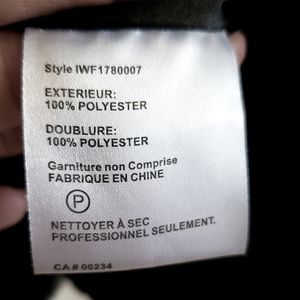 Style IWF1780007
EXTERIEUR:
100% POLYESTER
DOUBLURE:
100% POLYESTER
Garniture non Comprise
FABRIQUE EN CHINE
P
NETTOYER À SEC
PROFESSIONNEL SEULEMENT.
CA # 00234